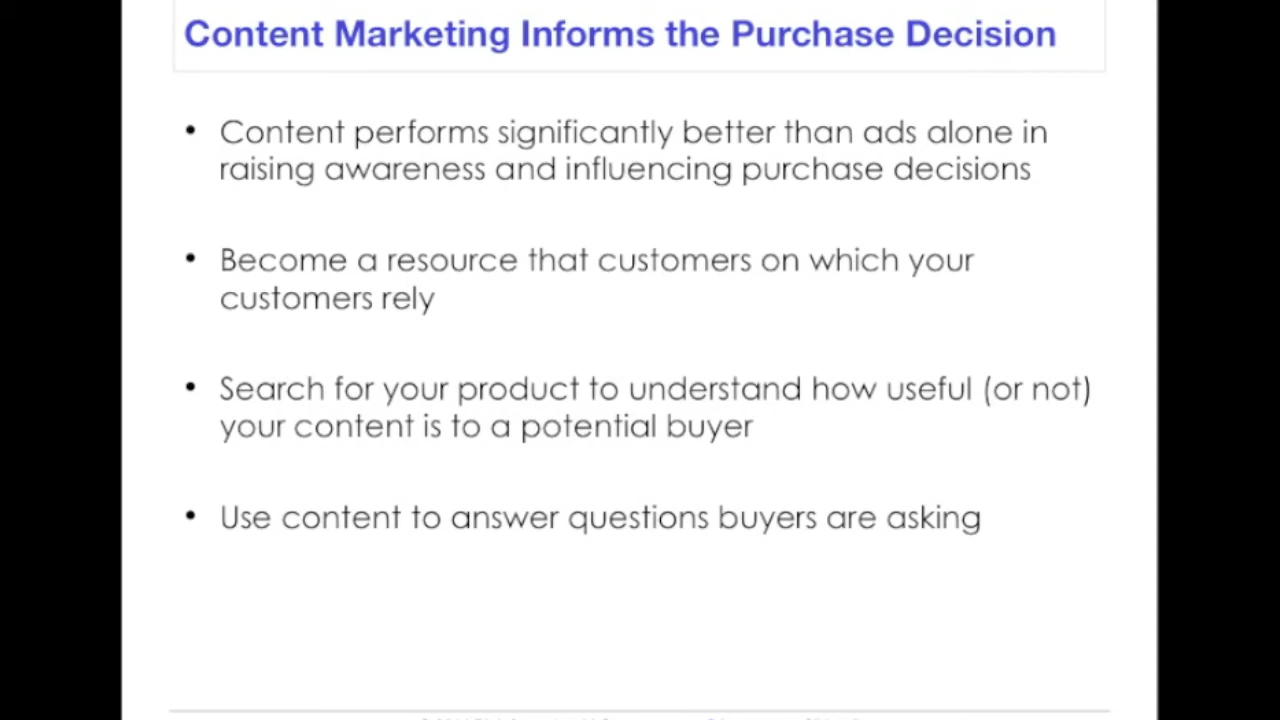 Content Marketing Informs the Purchase Decision
• Content performs significantly better than ads alone in
raising awareness and influencing purchase decisions
• Become a resource that customers on which your
customers rely
• Search for your product to understand how useful (or not)
your content is to a potential buyer
• Use content to answer questions buyers are asking